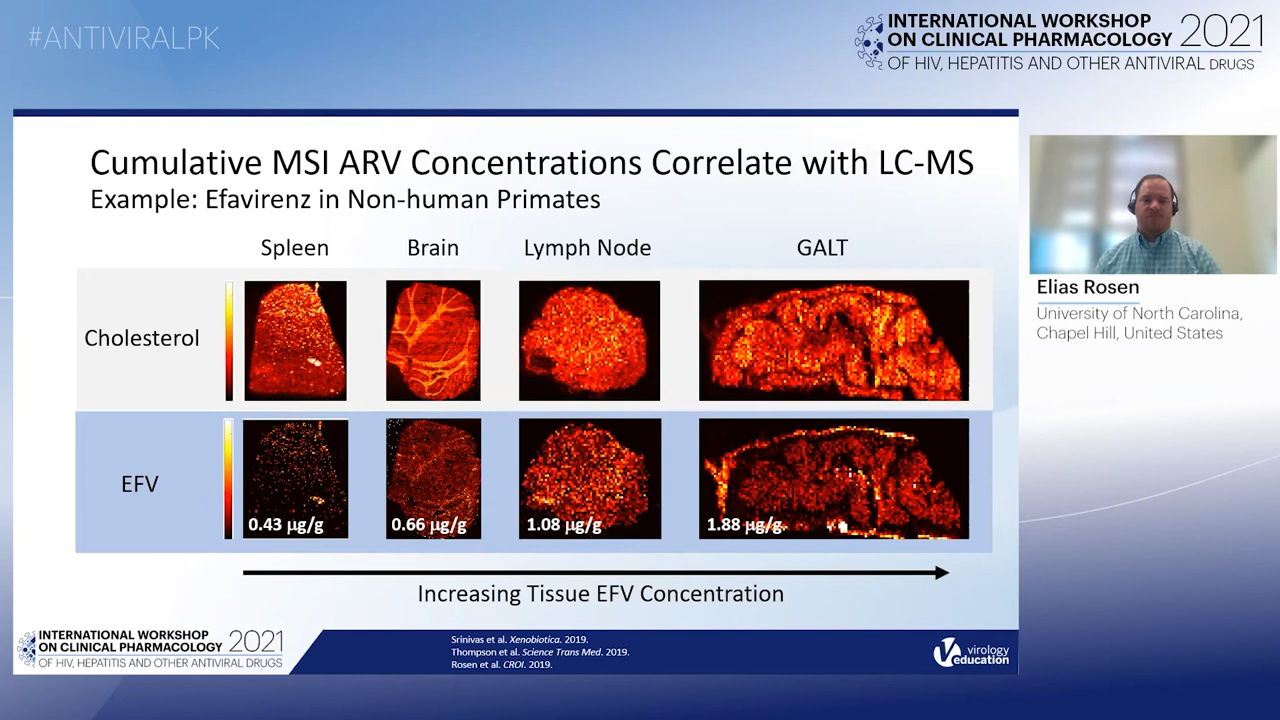 #ANTIVIRALPK
INTERNATIONAL WORKSHOP
ON CLINICAL PHARMACOLOGY 2021
OF HIV, HEPATITIS AND OTHER ANTIVIRAL DRUGS
Cumulative MSI ARV Concentrations Correlate with LC-MS
Example: Efavirenz in Non-human Primates
Spleen Brain Lymph Node GALT
Cholesterol
EFV
0.43 µg/g 0.66 µg/g 1.08 µg/g 1.88 µg/g
Increasing Tissue EFV Concentration
Elias Rosen
University of North Carolina,
Chapel Hill, United States
INTERNATIONAL WORKSHOP
ON CLINICAL PHARMACOLOGY 2021
OF HIV, HEPATITIS AND OTHER ANTIVIRAL DRUGS
Srinivas et al. Xenobiotica. 2019.
Thompson et al. Science Trans Med. 2019.
Rosen et al. CROI. 2019.
virology
education